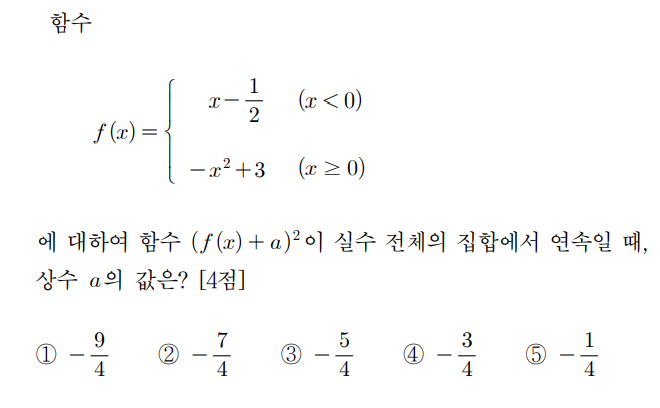 함수
f(x) = { x − 1/2 (x < 0)
−x² + 3 (x ≥ 0)
에 대하여 함수 (f(x) + a)²이 실수 전체의 집합에서 연속일 때,
상수 a의 값은? [4점]
① −9/4 ② −7/4 ③ −5/4 ④ −3/4 ⑤ −1/4